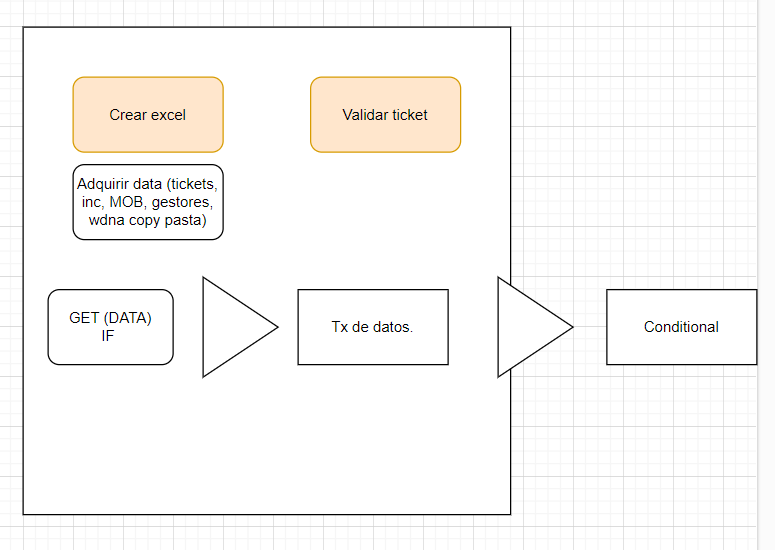 Crear excel
Validar ticket
Adquirir data (tickets,
inc, MOB, gestores,
wdna copy pasta)
GET (DATA)
IF
Tx de datos.
Conditional